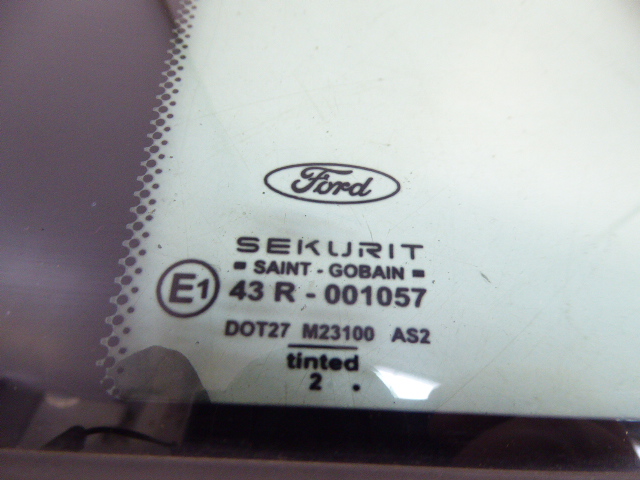 Ford
SEKURIT
SAINT - GOBAIN
E1 43 R - 001057
DOT27 M23100 AS2
tinted
2 .